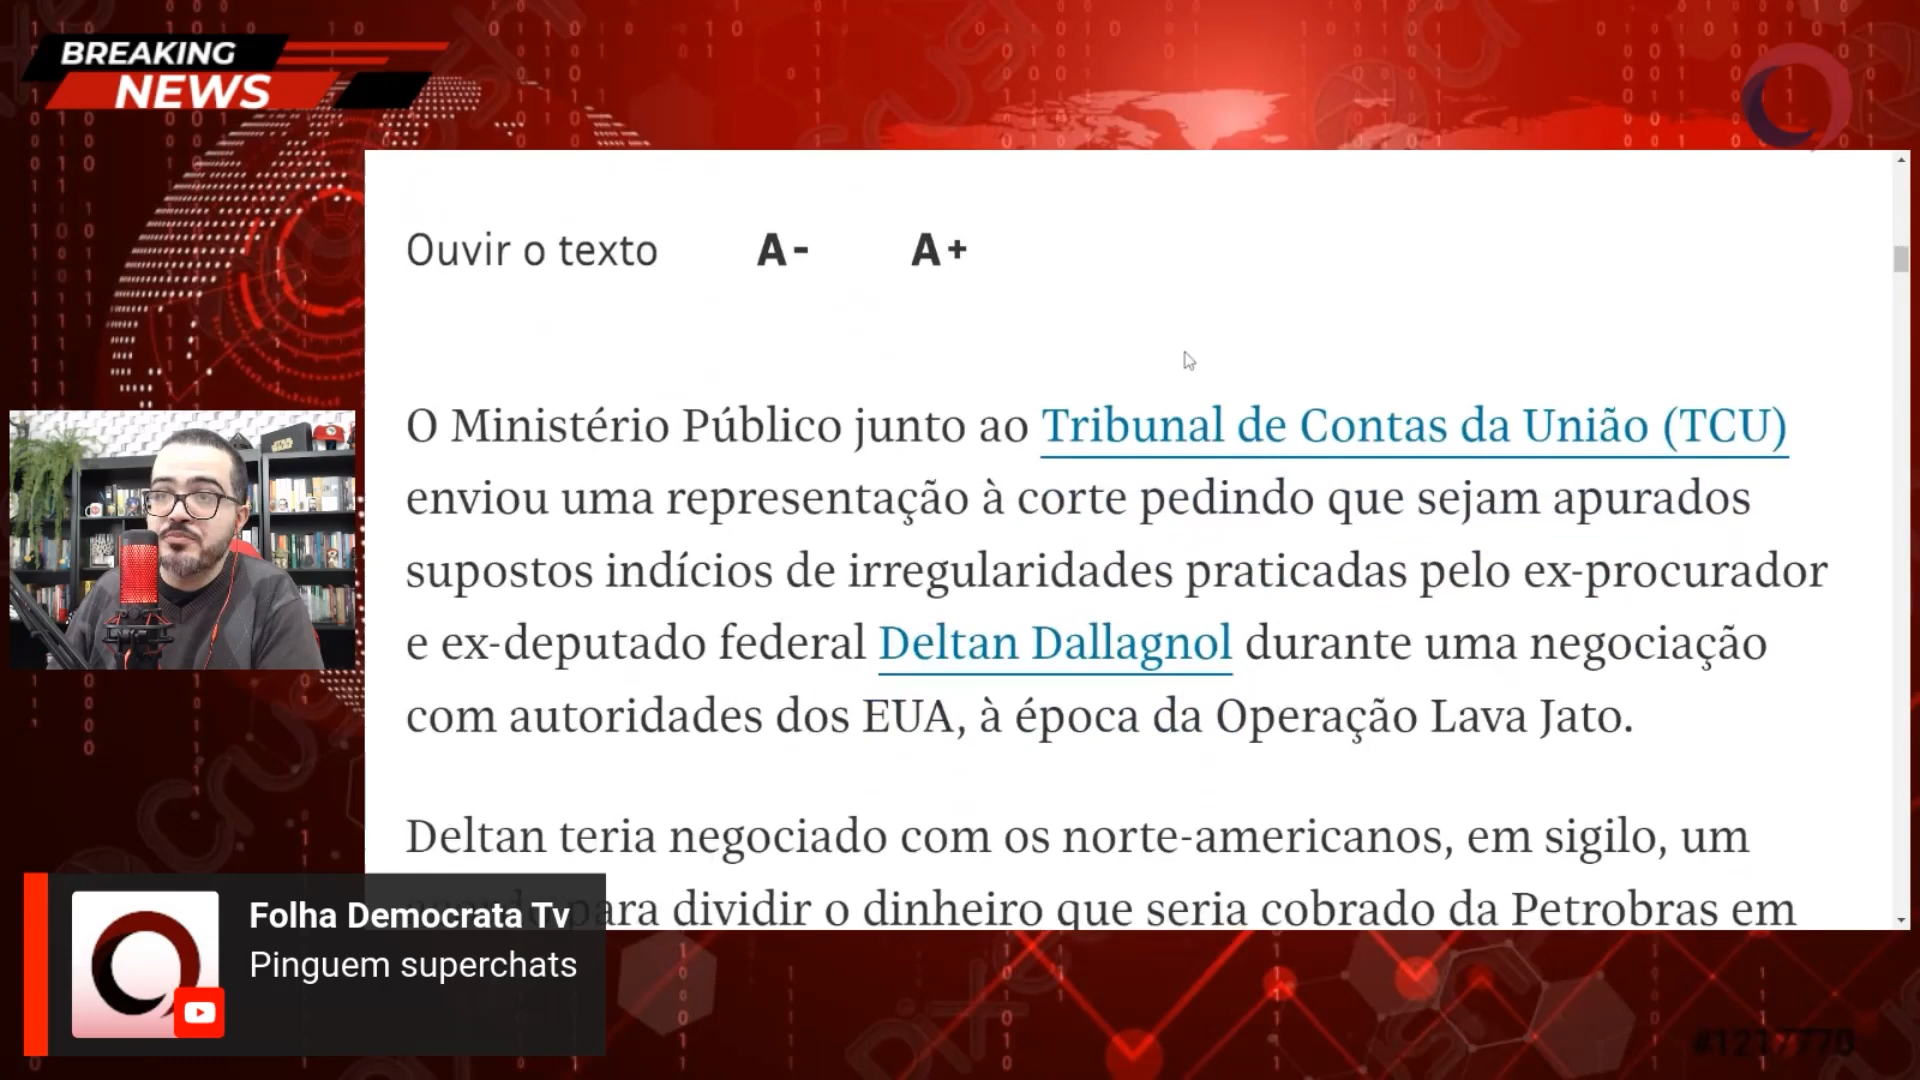 BREAKING
NEWS
Ouvir o texto A- A+
O Ministério Público junto ao Tribunal de Contas da União (TCU)
enviou uma representação à corte pedindo que sejam apurados
supostos indícios de irregularidades praticadas pelo ex-procurador
e ex-deputado federal Deltan Dallagnol durante uma negociação
com autoridades dos EUA, à época da Operação Lava Jato.
Deltan teria negociado com os norte-americanos, em sigilo, um
para dividir o dinheiro que seria cobrado da Petrobras em
Folha Democrata Tv
Pinguem superchats